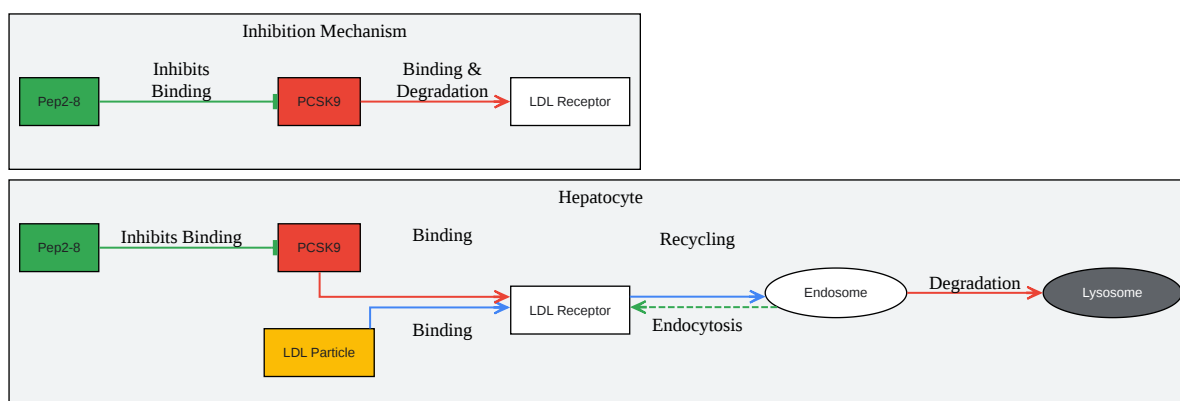 Inhibition Mechanism
Inhibits
Binding
Binding &
Degradation
Pep2-8
PCSK9
LDL Receptor
Hepatocyte
Pep2-8
Inhibits Binding
PCSK9
Binding
Recycling
Endosome
Degradation
Lysosome
LDL Receptor
Binding
Endocytosis
LDL Particle